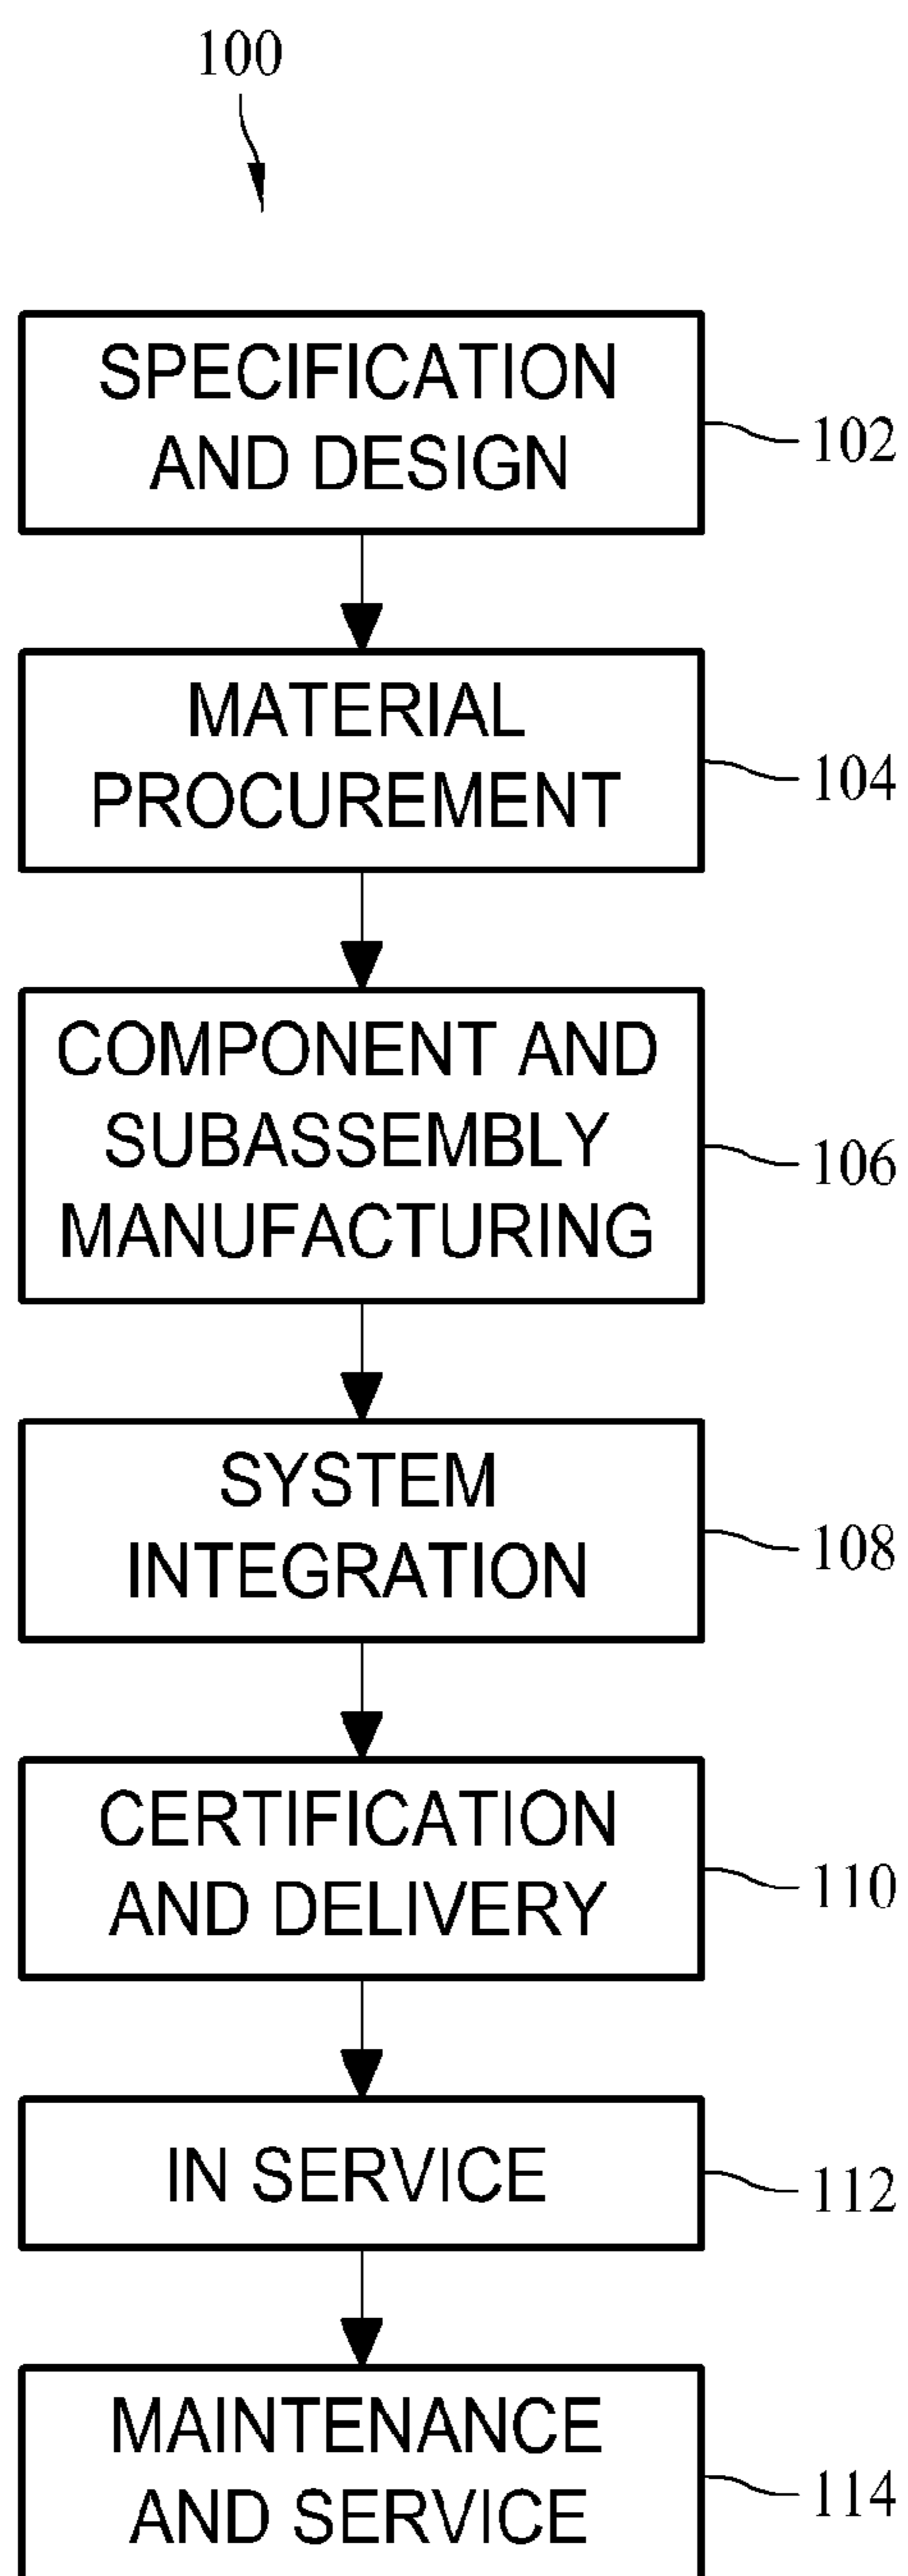 100
SPECIFICATION
AND DESIGN
102
MATERIAL
PROCUREMENT
104
COMPONENT AND
SUBASSEMBLY
MANUFACTURING
106
SYSTEM
INTEGRATION
108
CERTIFICATION
AND DELIVERY
110
IN SERVICE
112
MAINTENANCE
AND SERVICE
114